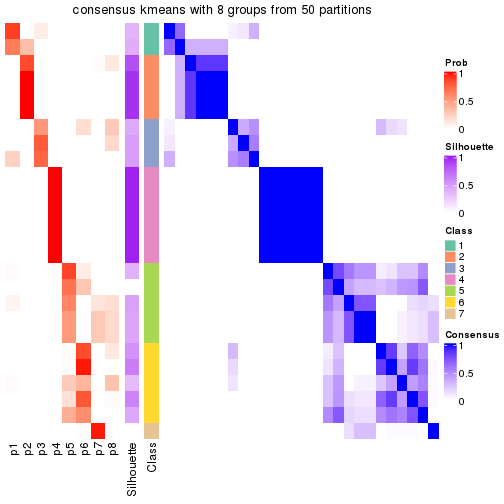 consensus kmeans with 8 groups from 50 partitions
Prob
1
0.5
0
Silhouette
1
0.5
0
Class
1
2
3
4
5
6
7
Consensus
1
0.5
0
p1 p2 p3 p4 p5 p6 p7 p8 Silhouette Class